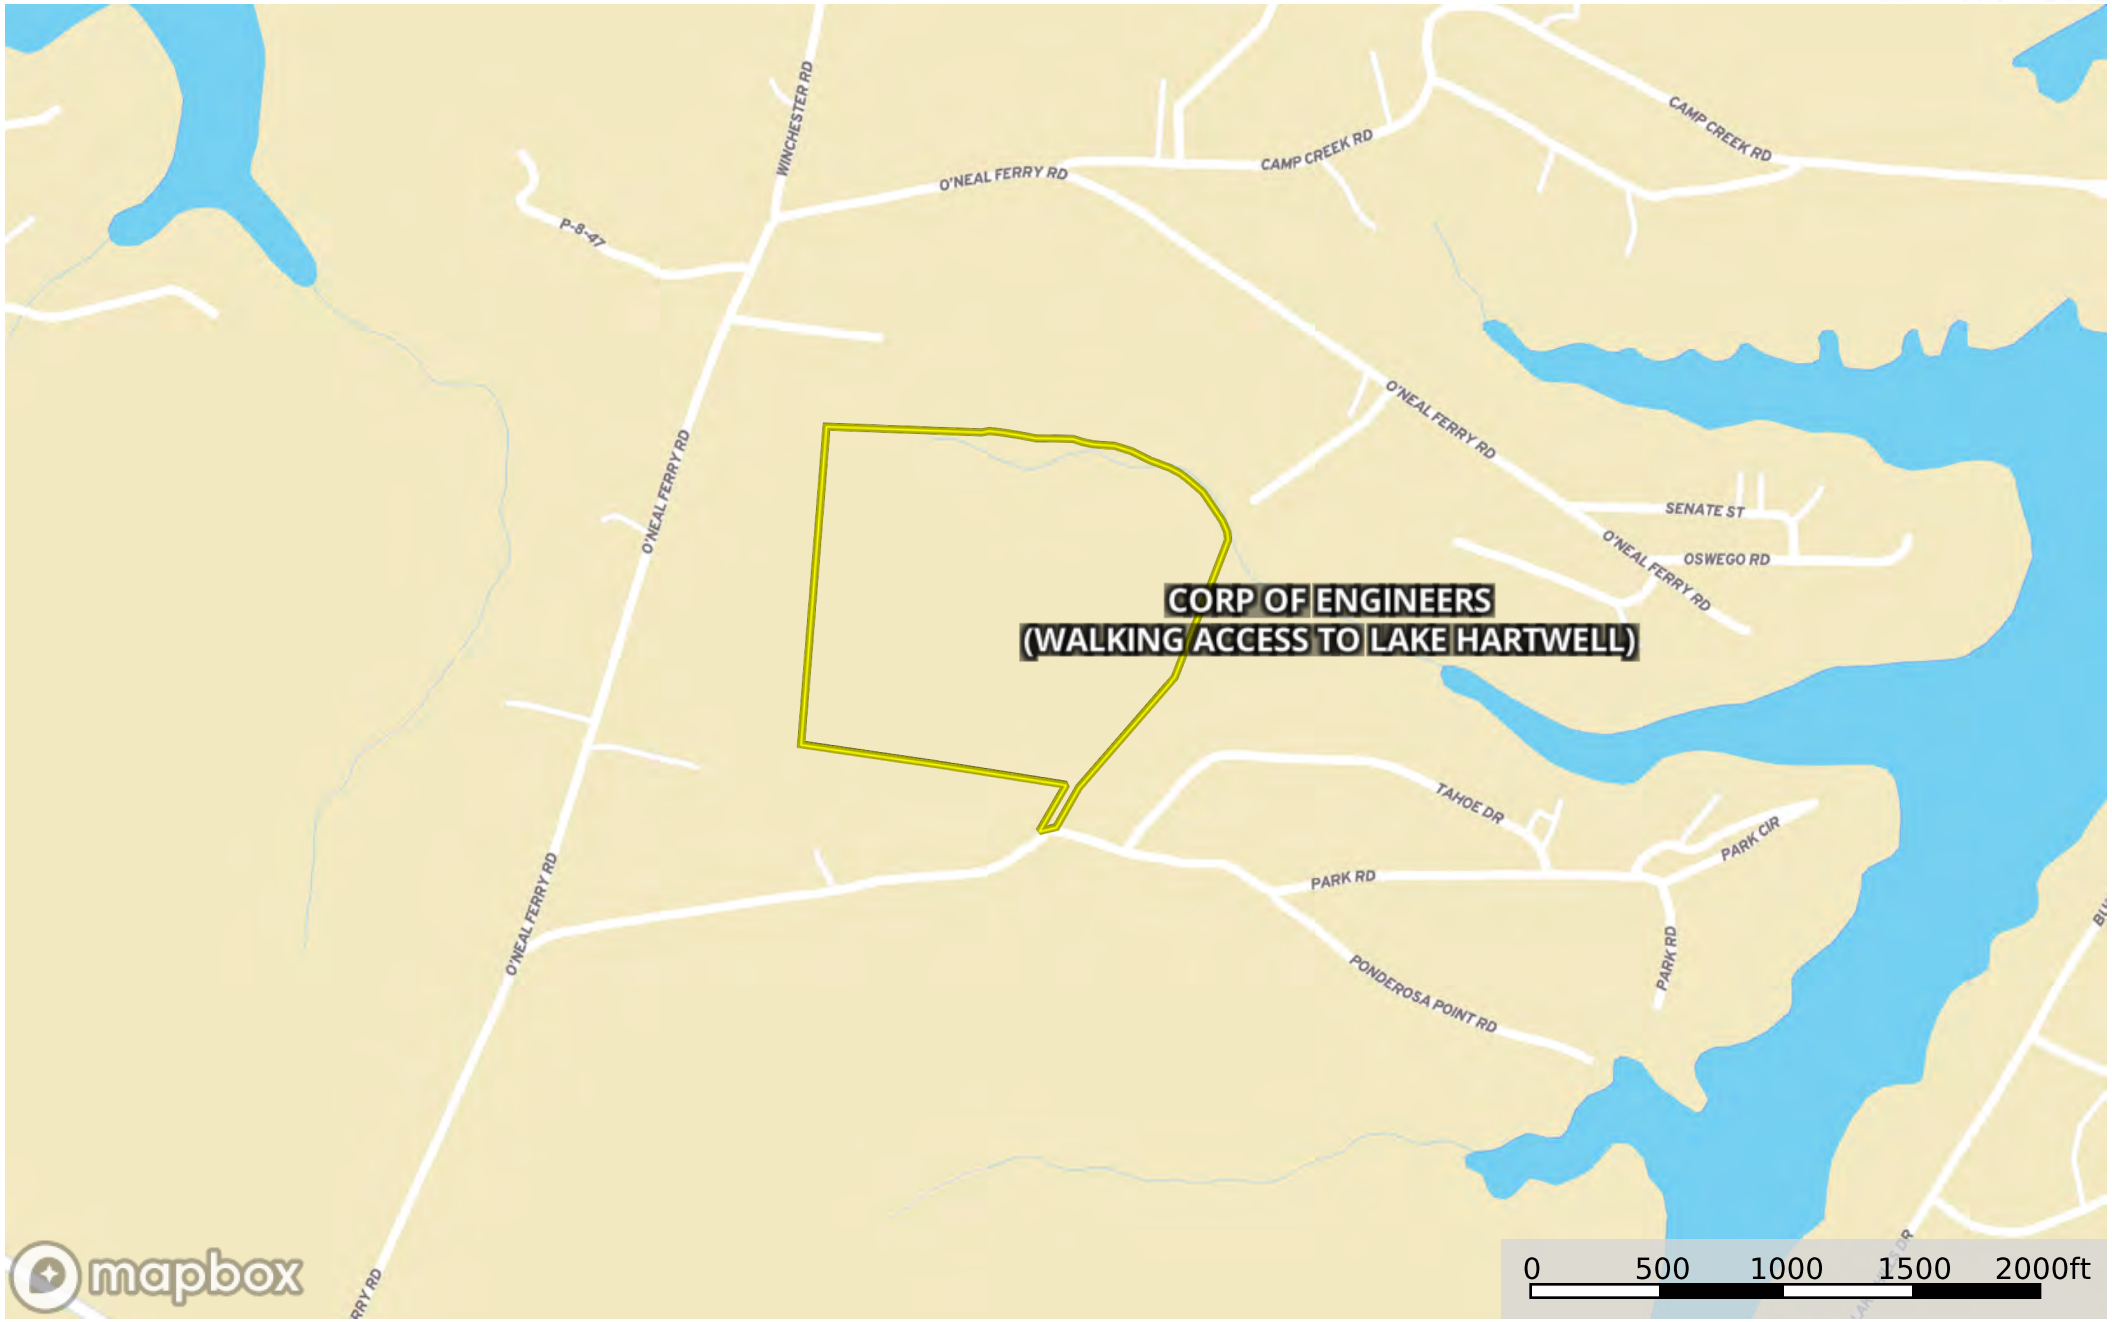 WINCHESTER RD
CAMP CREEK RD
CAMP CREEK RD
O'NEAL FERRY RD
P-8-47
O'NEAL FERRY RD
O'NEAL FERRY RD
SENATE ST
O'NEAL FERRY RD
OSWEGO RD
CORP OF ENGINEERS
(WALKING ACCESS TO LAKE HARTWELL)
TAHOE DR
PARK CIR
PARK RD
O'NEAL FERRY RD
PARK RD
PONDEROSA POINT RD
RRY RD
mapbox
0 500 1000 1500 2000ft